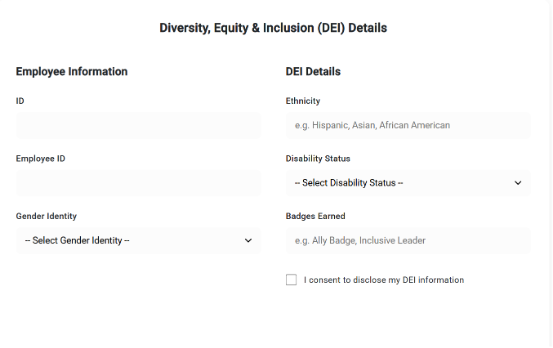 Diversity, Equity & Inclusion (DEI) Details
Employee Information
ID
Employee ID
Gender Identity
-- Select Gender Identity --
DEI Details
Ethnicity
e.g. Hispanic, Asian, African American
Disability Status
-- Select Disability Status --
Badges Earned
e.g. Ally Badge, Inclusive Leader
I consent to disclose my DEI information